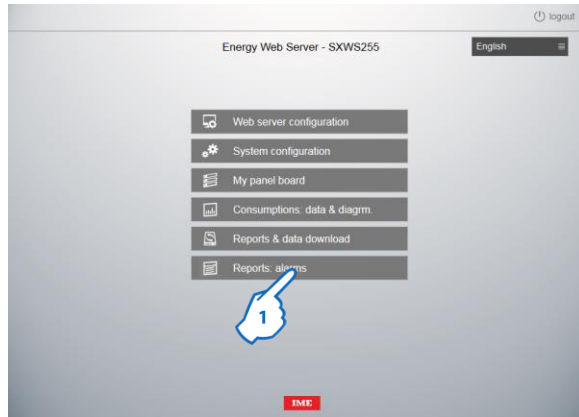 logout
Energy Web Server - SXWS255
English
Web server configuration
System configuration
My panel board
Consumptions: data & diagrm.
Reports & data download
Reports: alarms
1
IME